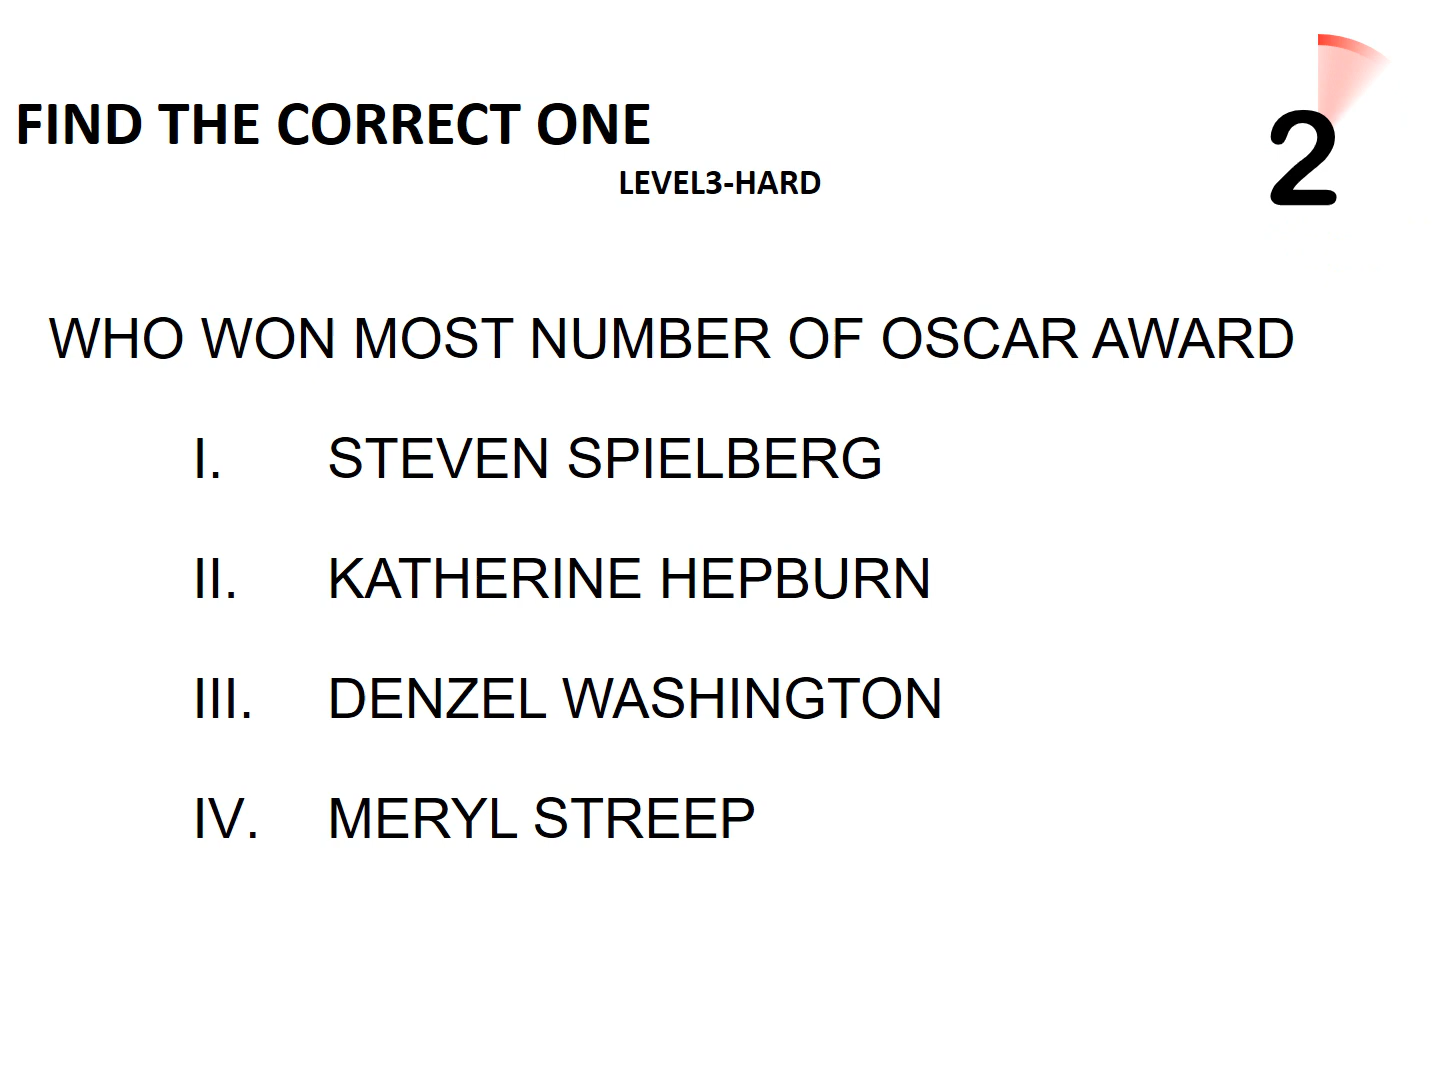 FIND THE CORRECT ONE
LEVEL3-HARD
2
WHO WON MOST NUMBER OF OSCAR AWARD
I. STEVEN SPIELBERG
II. KATHERINE HEPBURN
III. DENZEL WASHINGTON
IV. MERYL STREEP